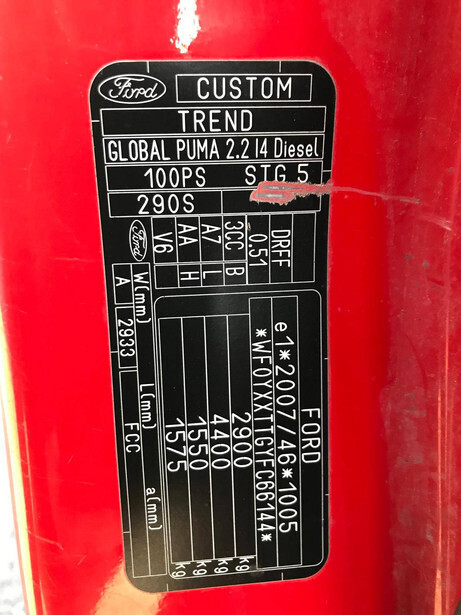 Ford CUSTOM
TREND
GLOBAL PUMA 2.2 I4 Diesel
100PS STG 5
290S
Ford
DRFF
0.51
3CC B
A7 L
AA H
V6
W(mm) L(mm) a(mm)
A 2933 FCC
FORD
e1*2007/46*1005
*WF0YXXTTGYFC66144*
2900 kg
4400 kg
1550 kg
1575 kg